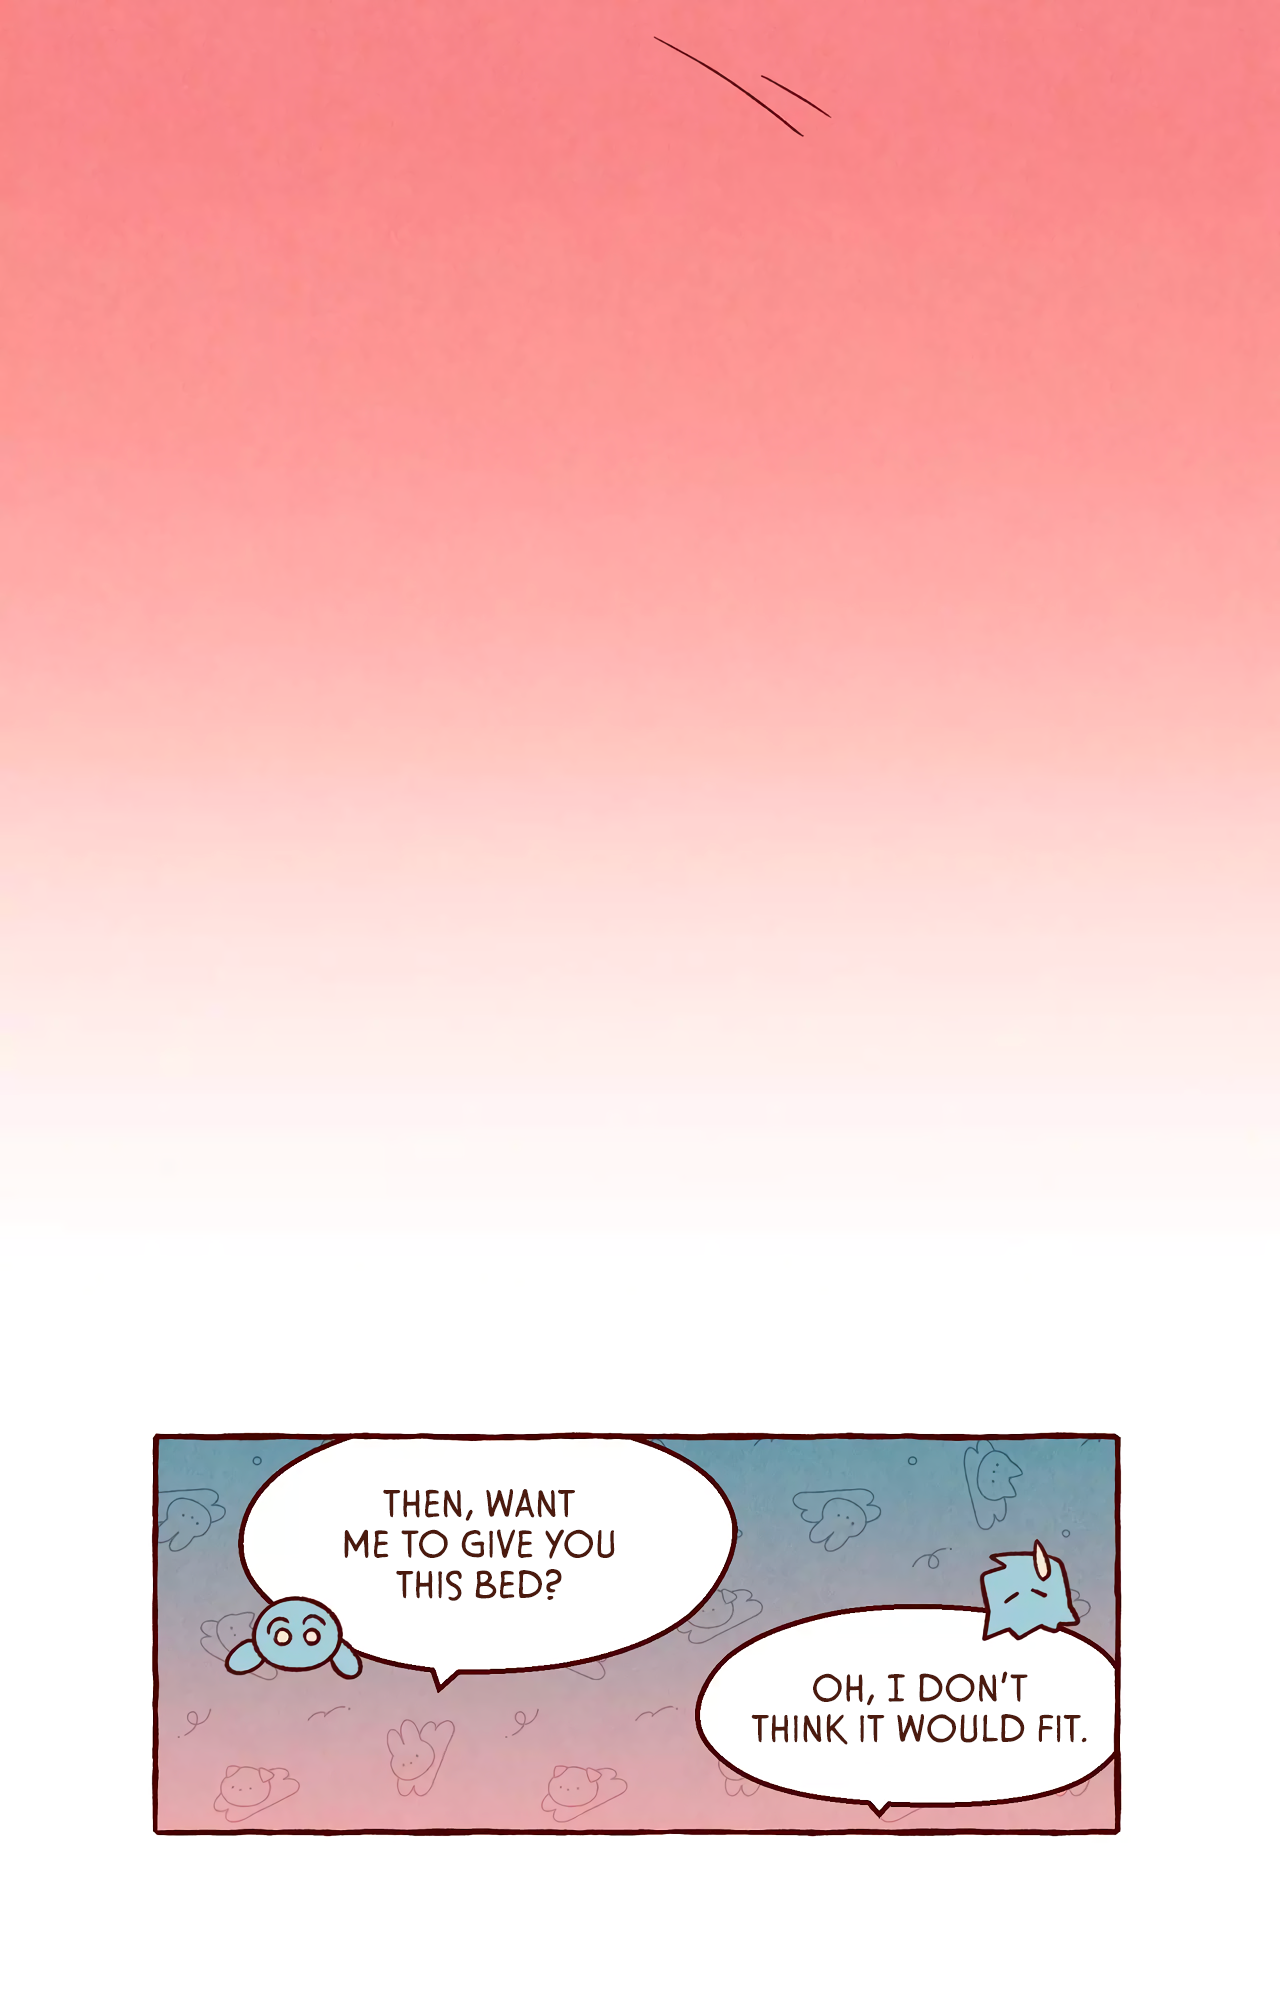 THEN, WANT
ME TO GIVE YOU
THIS BED?
OH, I DON'T
THINK IT WOULD FIT.